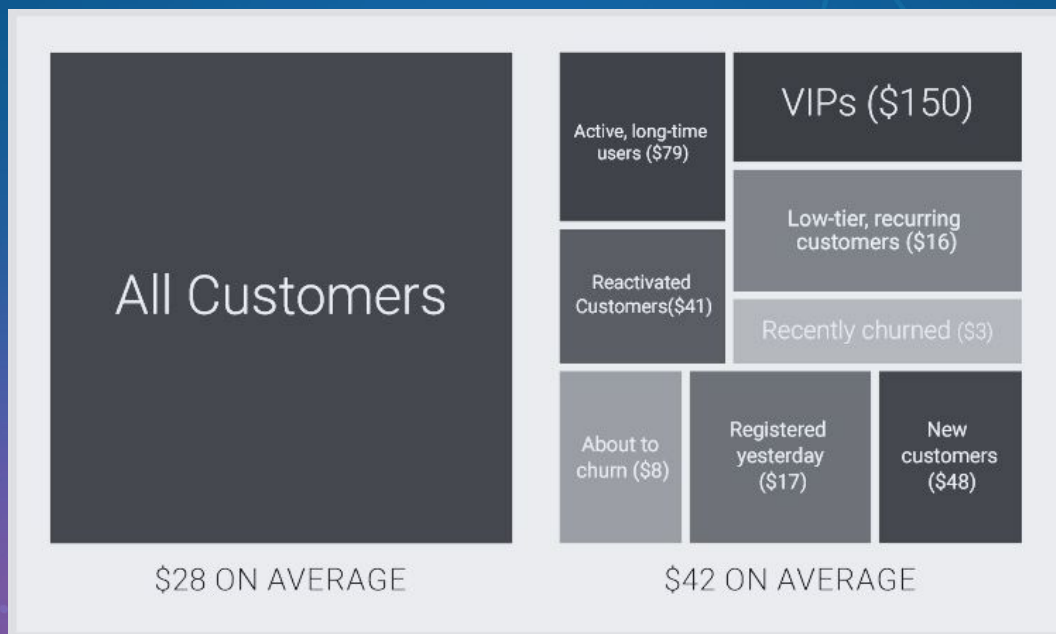 All Customers
$28 ON AVERAGE
Active, long-time
users ($79)
VIPs ($150)
Low-tier, recurring
customers ($16)
Reactivated
Customers($41)
Recently churned ($3)
About to
churn ($8)
Registered
yesterday
($17)
New
customers
($48)
$42 ON AVERAGE